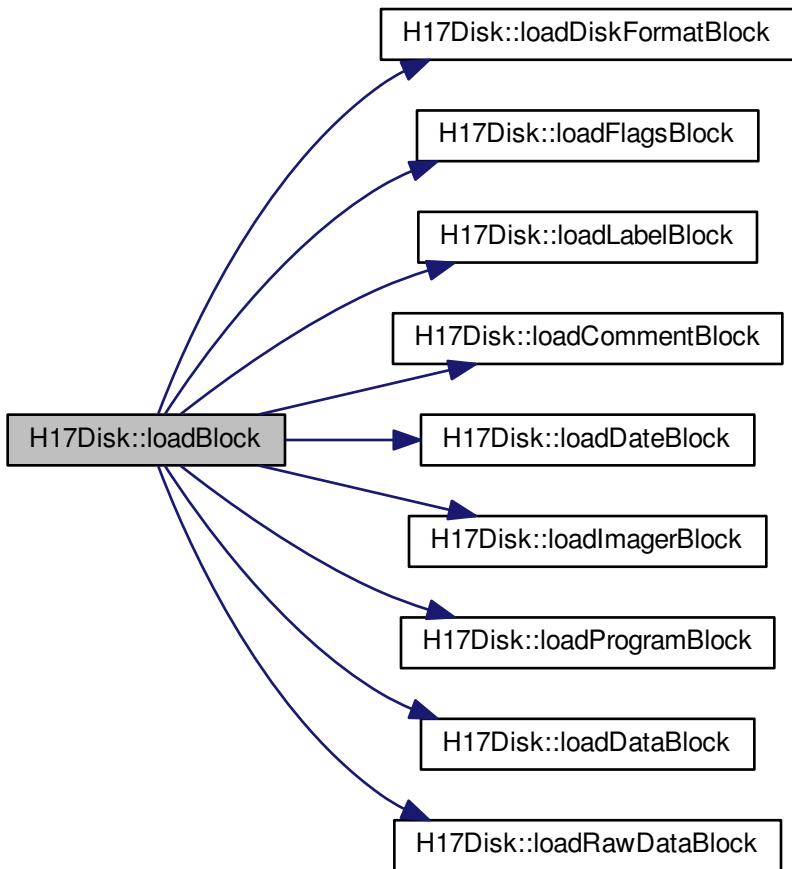 H17Disk::loadDiskFormatBlock
H17Disk::loadFlagsBlock
H17Disk::loadLabelBlock
H17Disk::loadCommentBlock
H17Disk::loadBlock
H17Disk::loadDateBlock
H17Disk::loadImagerBlock
H17Disk::loadProgramBlock
H17Disk::loadDataBlock
H17Disk::loadRawDataBlock